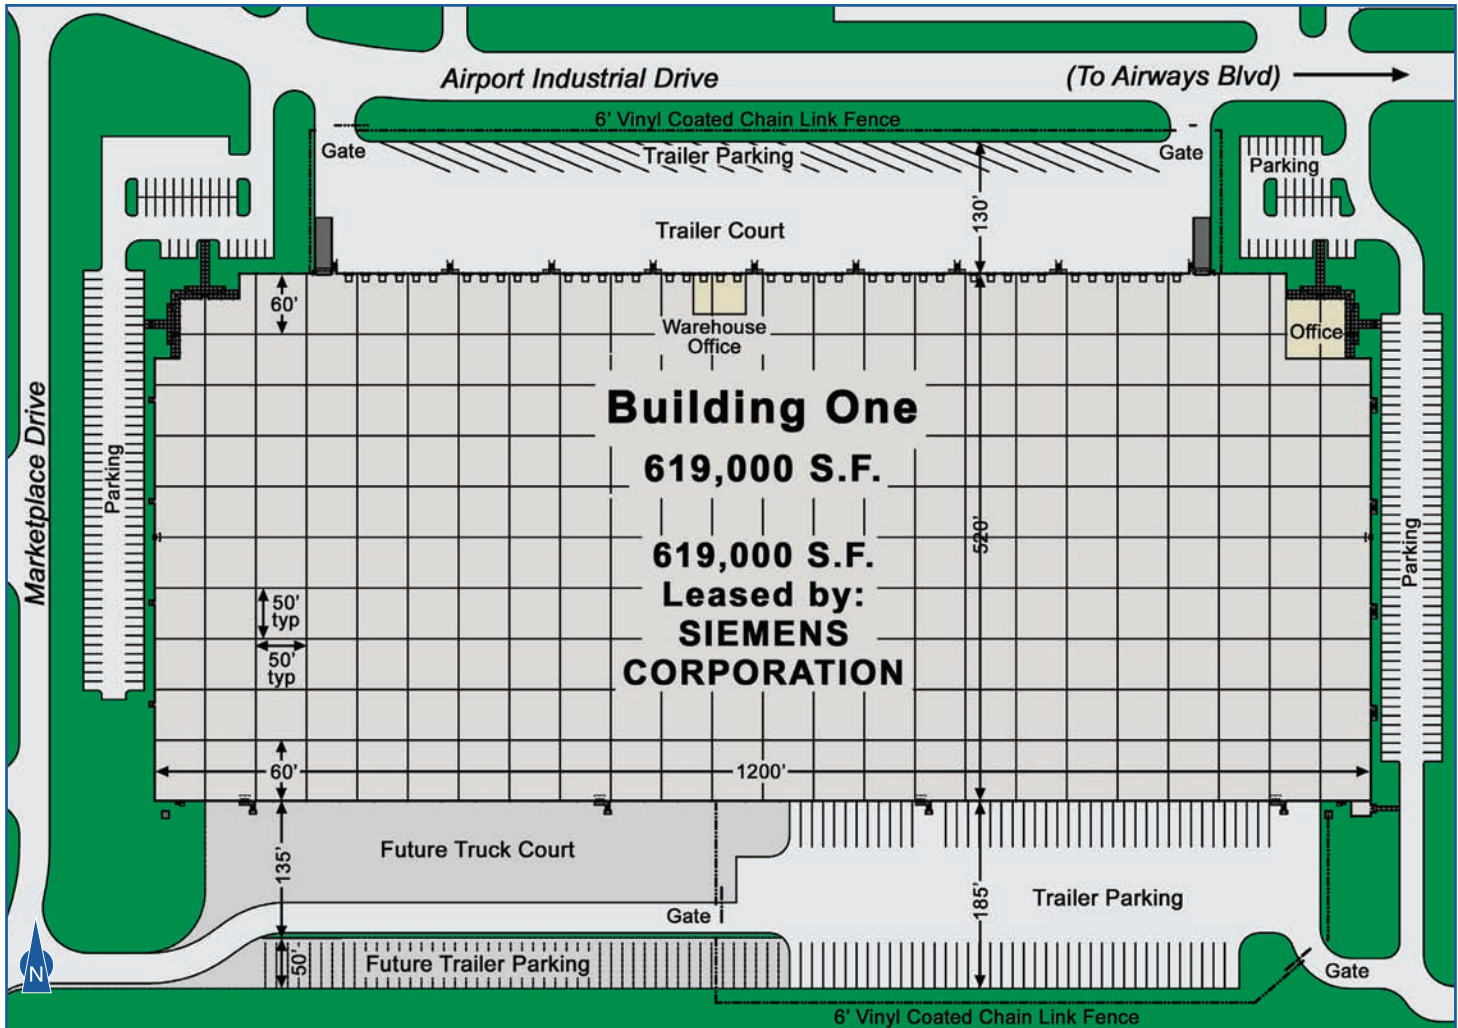 Airport Industrial Drive
(To Airways Blvd)
6' Vinyl Coated Chain Link Fence
Gate
Trailer Parking
Gate
Parking
130'
Trailer Court
60'
Warehouse
Office
Office
Building One
619,000 S.F.
Marketplace Drive
Parking
520'
Parking
619,000 S.F.
Leased by:
SIEMENS
CORPORATION
50'
typ
50'
typ
60'
1200'
135'
Future Truck Court
185'
Trailer Parking
Gate
50'
Future Trailer Parking
N
Gate
6' Vinyl Coated Chain Link Fence